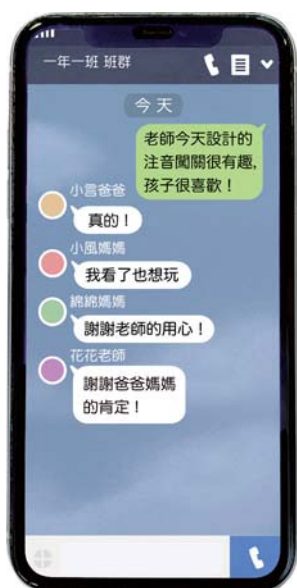 一年一班 班群
今天
老師今天設計的
注音闖關很有趣,
孩子很喜歡！
小言爸爸
真的！
小風媽媽
我看了也想玩
綿綿媽媽
謝謝老師的用心！
花花老師
謝謝爸爸媽媽
的肯定！